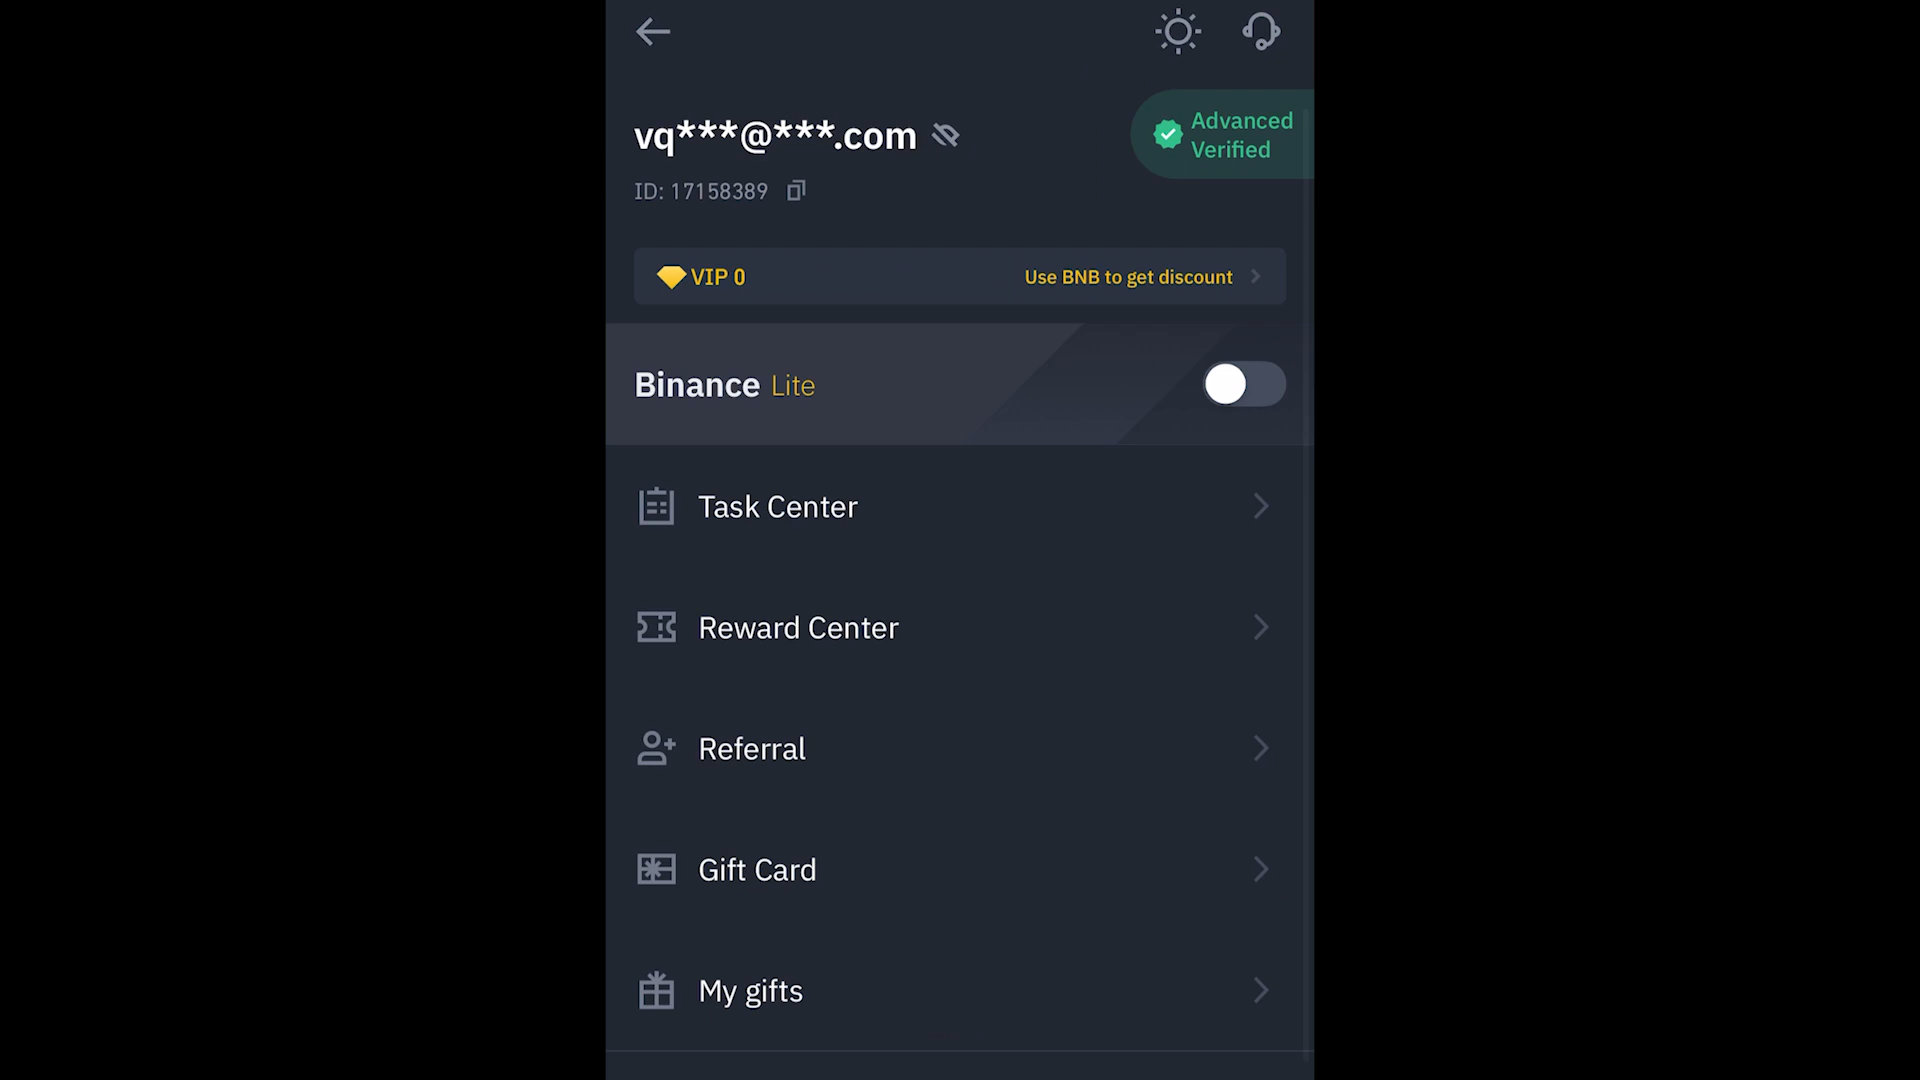 vq***@***.com
Advanced
Verified
ID: 17158389
VIP 0
Use BNB to get discount
Binance Lite
Task Center
Reward Center
Referral
Gift Card
My gifts